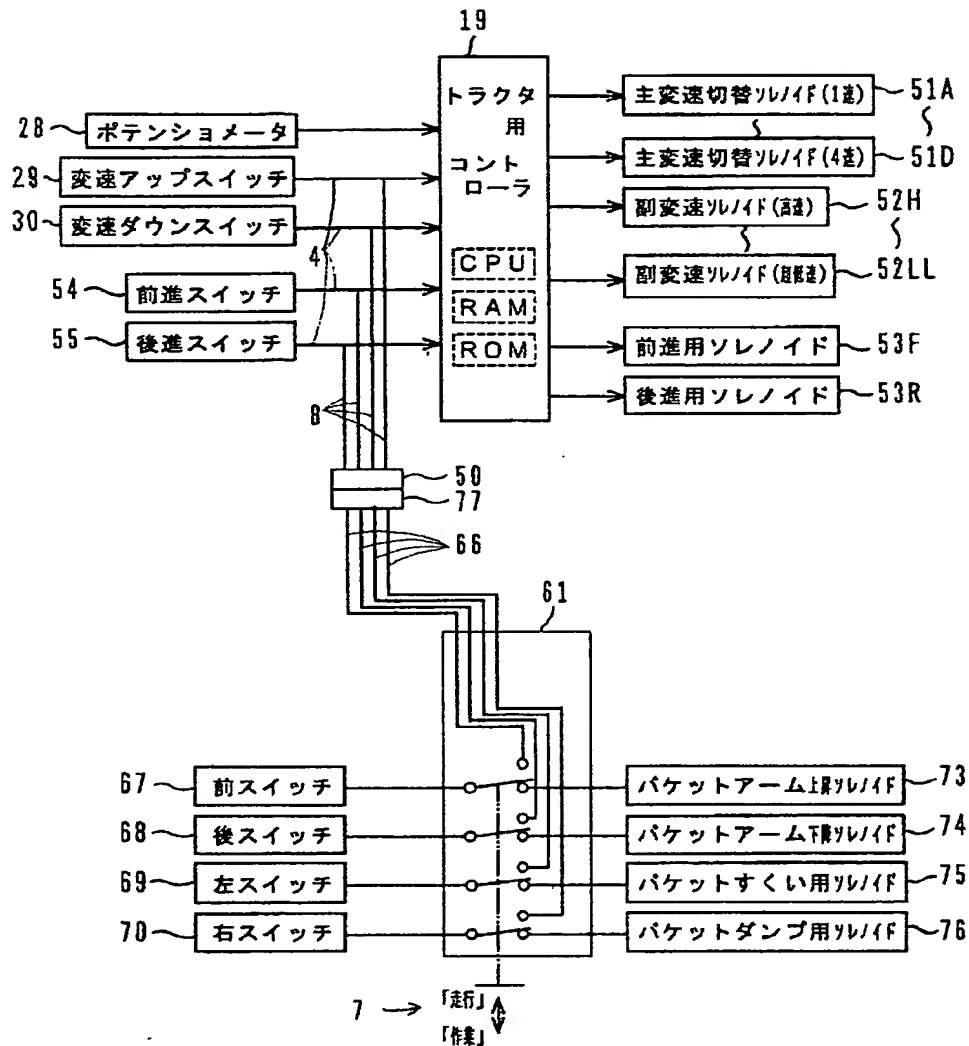 19
トラクタ
用
コント
ローラ
CPU
RAM
ROM
28
ポテンショメータ
29
変速アップスイッチ
30
変速ダウンスイッチ
54
前進スイッチ
55
後進スイッチ
4
8
主変速切替ソレノイド(1速)
51A
主変速切替ソレノイド(4速)
51D
副変速ソレノイド(高速)
52H
副変速ソレノイド(超低速)
52LL
前進用ソレノイド
53F
後進用ソレノイド
53R
50
77
66
61
67
前スイッチ
68
後スイッチ
69
左スイッチ
70
右スイッチ
バケットアーム上昇ソレノイド
73
バケットアーム下降ソレノイド
74
バケットすくい用ソレノイド
75
バケットダンプ用ソレノイド
76
7
「走行」
「作業」